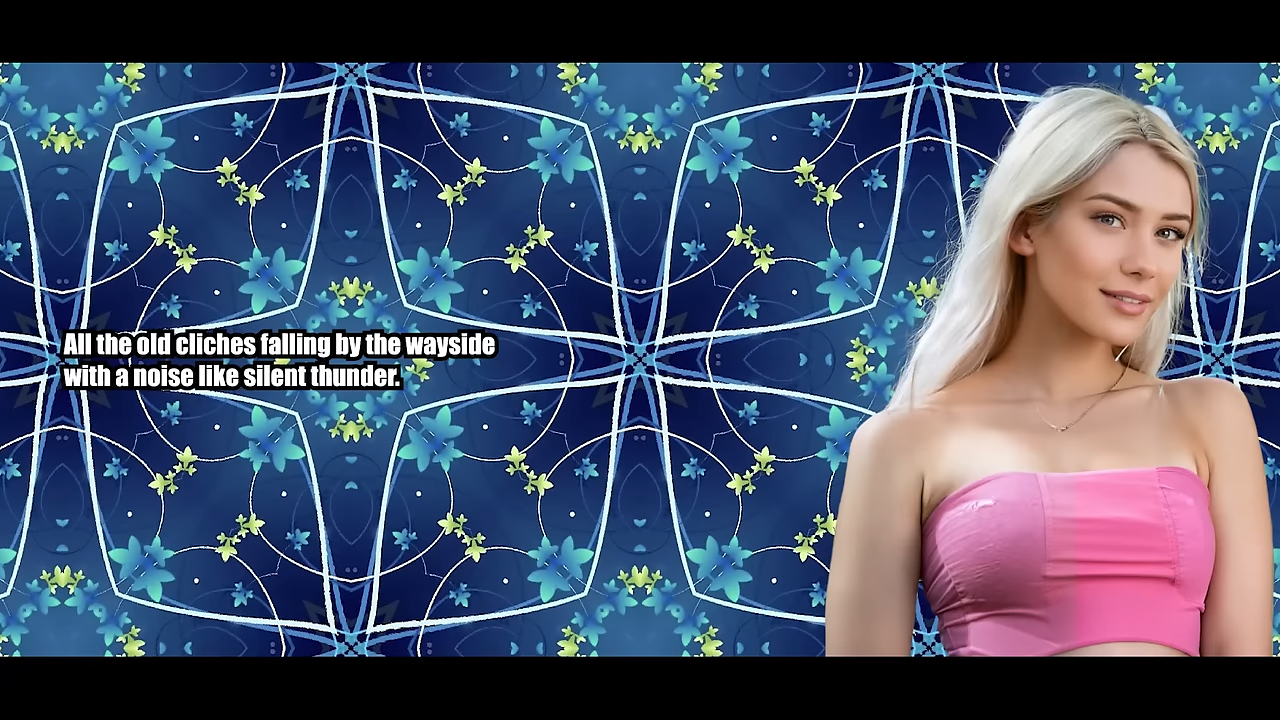 All the old cliches falling by the wayside
with a noise like silent thunder.